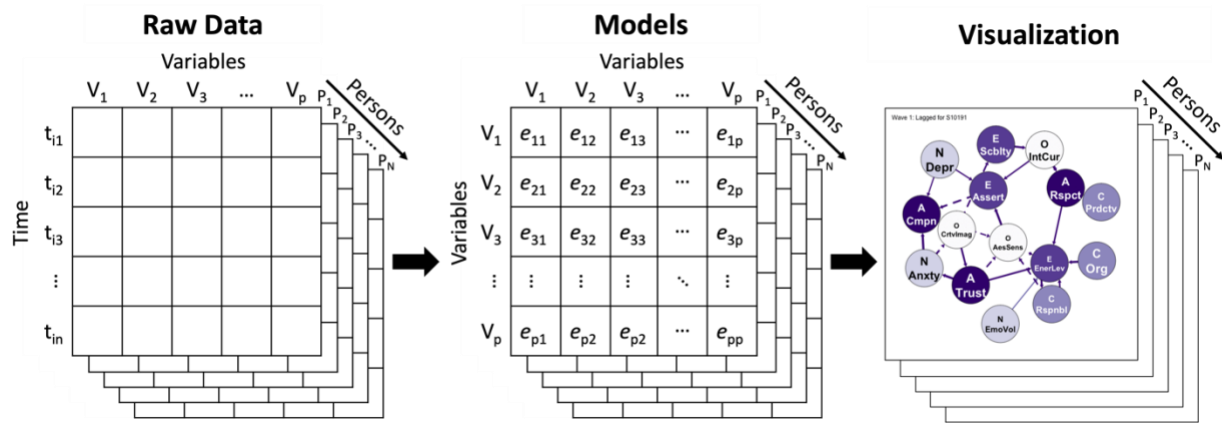 Raw Data
Variables
V1 V2 V3 ... Vp
Persons
P1 P2 P3 ... PN
Time
ti1
ti2
ti3
⋮
tin
Models
Variables
V1 V2 V3 ... Vp
Persons
P1 P2 P3 ... PN
Variables
V1 e11 e12 e13 ... e1p
V2 e21 e22 e23 ... e2p
V3 e31 e32 e33 ... e3p
⋮ ⋮ ⋮ ⋮ ⋱ ⋮
Vp ep1 ep2 ep2 ... epp
Visualization
Persons
P1 P2 P3 ... PN
Wave 1: Lagged for S10191
E
Scblty
O
IntCur
N
Depr
E
Assert
A
Rspct
C
Prdctv
A
Cmpn
O
CrtvImag
O
AesSens
N
Anxty
E
EnerLev
C
Org
A
Trust
C
Rspnbl
N
EmoVol